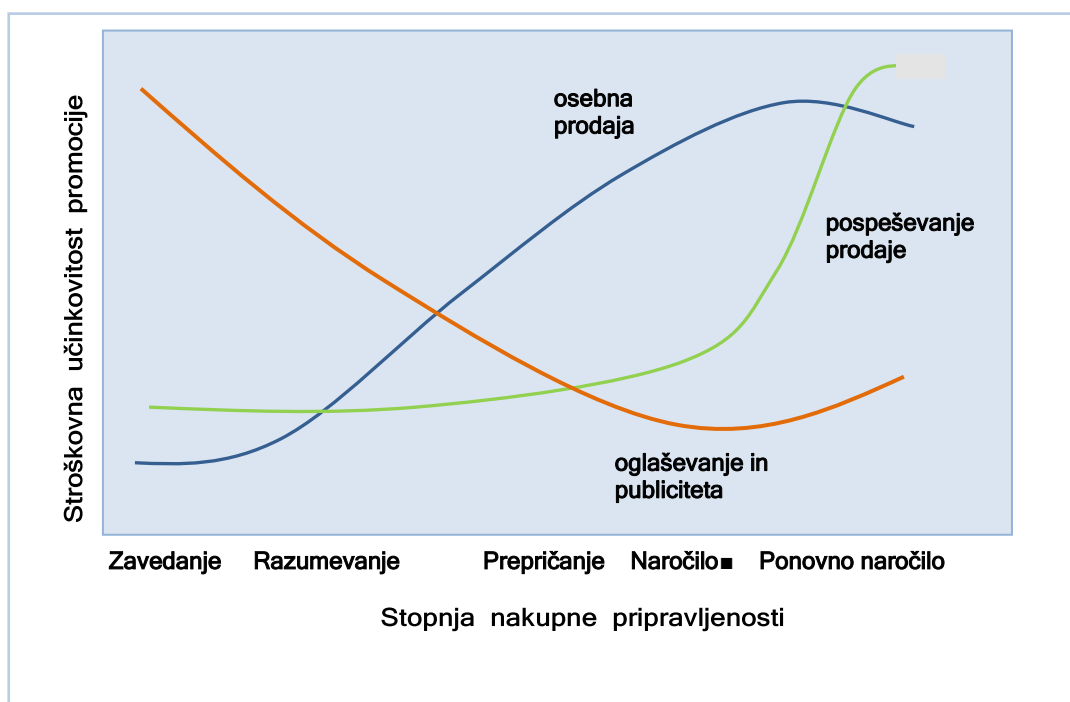 osebna
prodaja
pospeševanje
prodaje
oglaševanje in
publiciteta
Stroškovna učinkovitost promocije
Zavedanje Razumevanje Prepričanje Naročilo■ Ponovno naročilo
Stopnja nakupne pripravljenosti